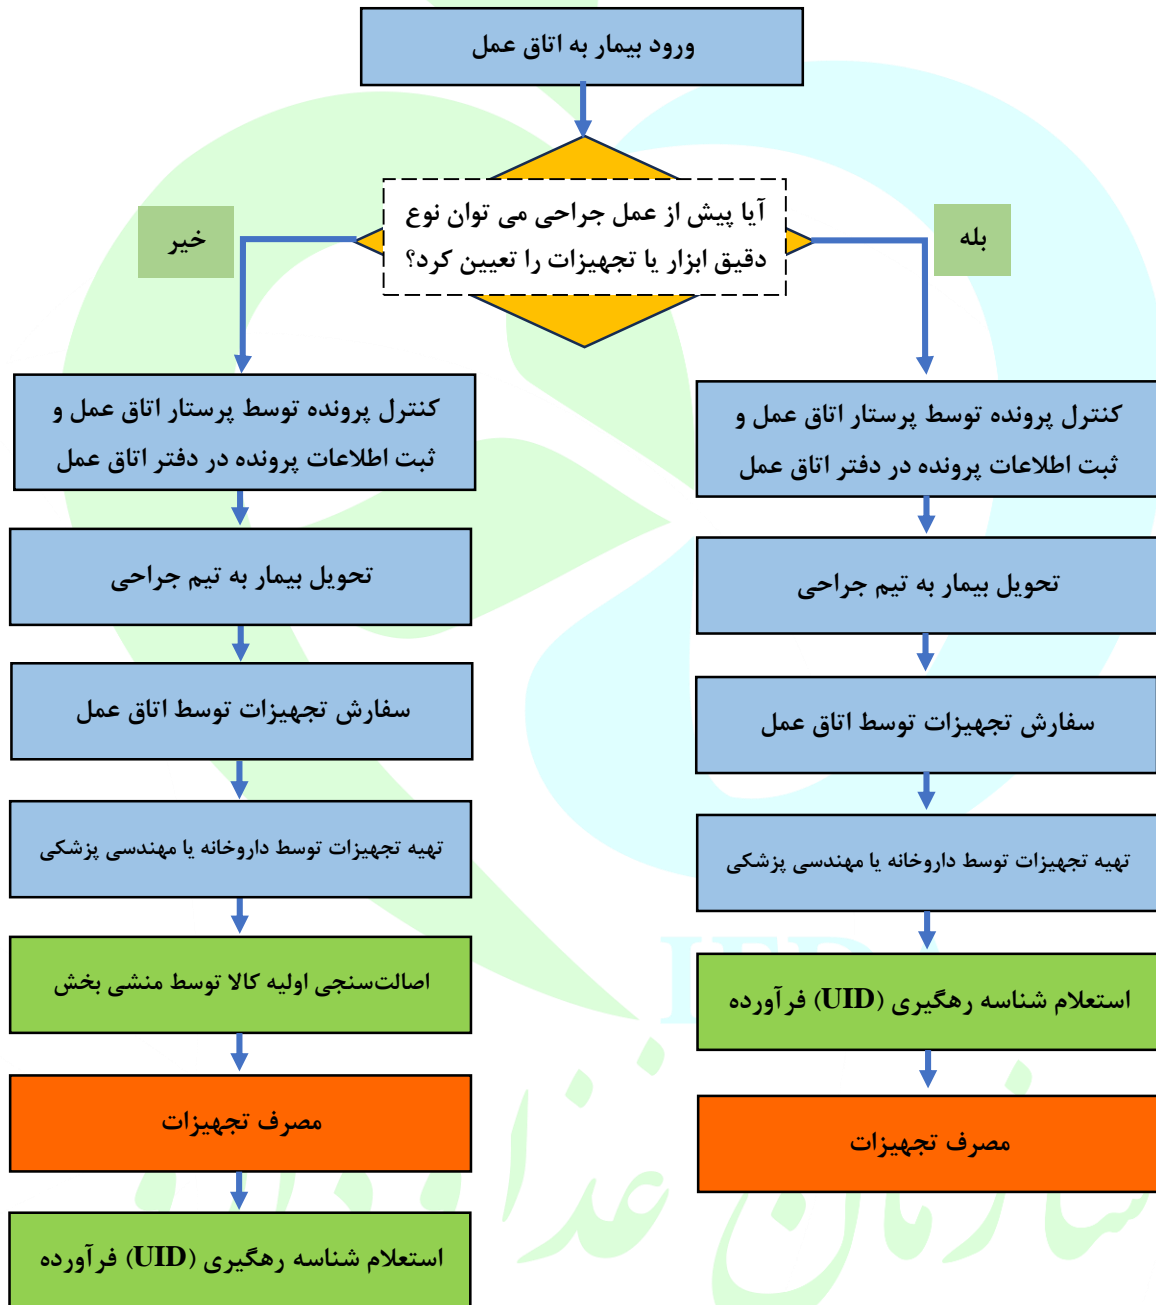 ورود بیمار به اتاق عمل
آیا پیش از عمل جراحی می توان نوع
دقیق ابزار یا تجهیزات را تعیین کرد؟
بله
خیر
کنترل پرونده توسط پرستار اتاق عمل و
ثبت اطلاعات پرونده در دفتر اتاق عمل
تحویل بیمار به تیم جراحی
سفارش تجهیزات توسط اتاق عمل
تهیه تجهیزات توسط داروخانه یا مهندسی پزشکی
استعلام شناسه رهگیری (UID) فرآورده
مصرف تجهیزات
کنترل پرونده توسط پرستار اتاق عمل و
ثبت اطلاعات پرونده در دفتر اتاق عمل
تحویل بیمار به تیم جراحی
سفارش تجهیزات توسط اتاق عمل
تهیه تجهیزات توسط داروخانه یا مهندسی پزشکی
اصالت‌سنجی اولیه کالا توسط منشی بخش
مصرف تجهیزات
استعلام شناسه رهگیری (UID) فرآورده